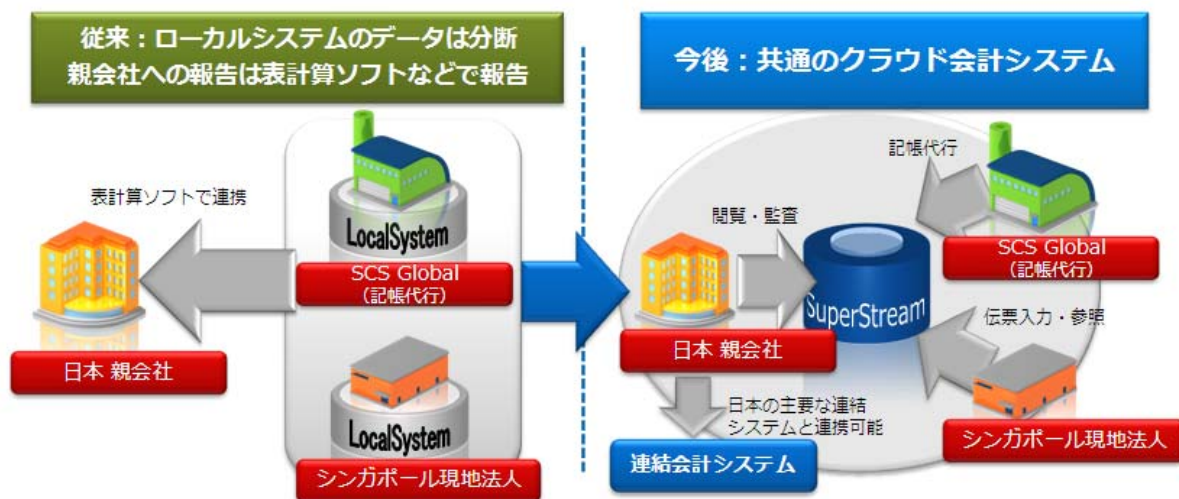 従来：ローカルシステムのデータは分断
親会社への報告は表計算ソフトなどで報告
表計算ソフトで連携
日本 親会社
LocalSystem
SCS Global
（記帳代行）
LocalSystem
シンガポール現地法人
今後：共通のクラウド会計システム
記帳代行
閲覧・監査
SCS Global
（記帳代行）
SuperStream
伝票入力・参照
日本 親会社
日本の主要な連結
システムと連携可能
シンガポール現地法人
連結会計システム